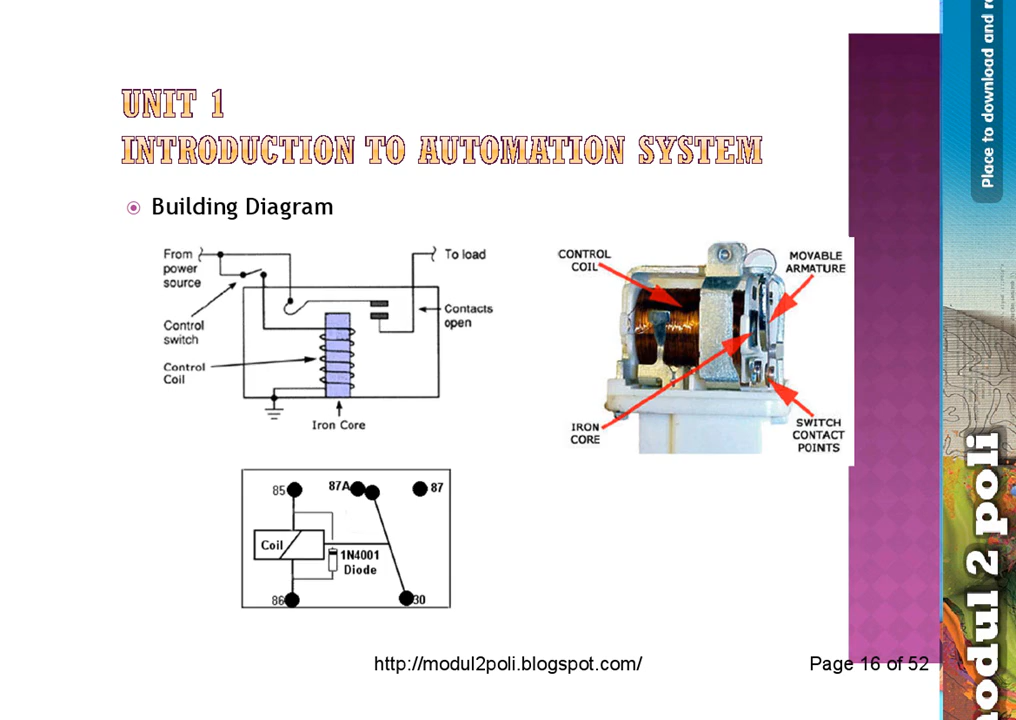 UNIT 1
INTRODUCTION TO AUTOMATION SYSTEM
Building Diagram
From
power
source
To load
Control
switch
Contacts
open
Control
Coil
Iron Core
CONTROL
COIL
MOVABLE
ARMATURE
IRON
CORE
SWITCH
CONTACT
POINTS
85
87A
87
Coil
1N4001
Diode
86
30
http://modul2poli.blogspot.com/
Page 16 of 52
Place to download and
odul 2 poli